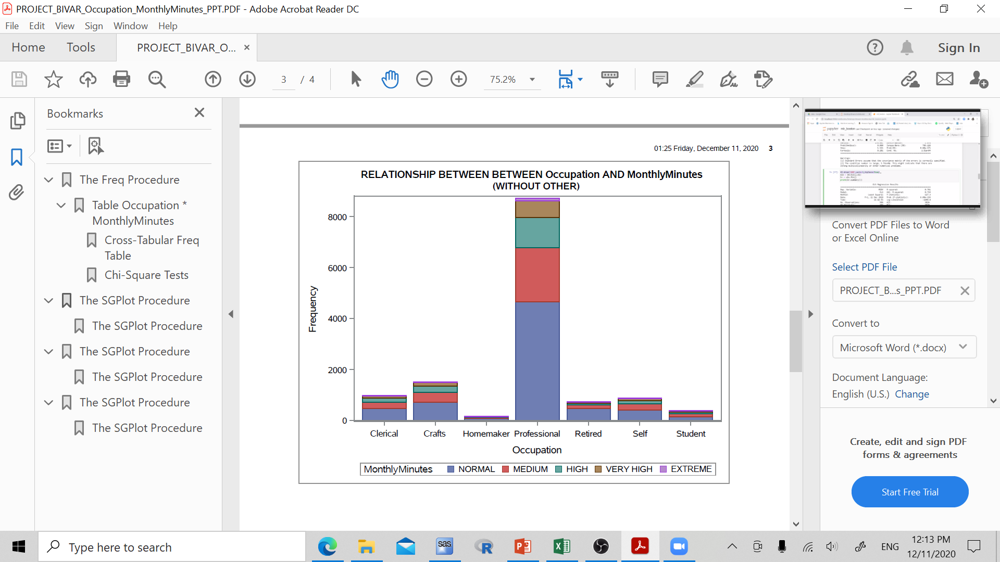 PROJECT_BIVAR_Occupation_MonthlyMinutes_PPT.PDF - Adobe Acrobat Reader DC
File Edit View Sign Window Help
Home Tools PROJECT_BIVAR_O... Sign In
3 / 4 75.2%
Bookmarks
The Freq Procedure
Table Occupation *
MonthlyMinutes
Cross-Tabular Freq
Table
Chi-Square Tests
The SGPlot Procedure
The SGPlot Procedure
The SGPlot Procedure
The SGPlot Procedure
The SGPlot Procedure
The SGPlot Procedure
01:25 Friday, December 11, 2020 3
RELATIONSHIP BETWEEN BETWEEN Occupation AND MonthlyMinutes
(WITHOUT OTHER)
Frequency
8000
6000
4000
2000
0
Clerical Crafts Homemaker Professional Retired Self Student
Occupation
MonthlyMinutes NORMAL MEDIUM HIGH VERY HIGH EXTREME
jupyter
OLS Regression Results
Convert PDF Files to Word
or Excel Online
Select PDF File
PROJECT_B...s_PPT.PDF
Convert to
Microsoft Word (*.docx)
Document Language:
English (U.S.) Change
Create, edit and sign PDF
forms & agreements
Start Free Trial
Type here to search
sas
R
ENG
12:13 PM
12/11/2020